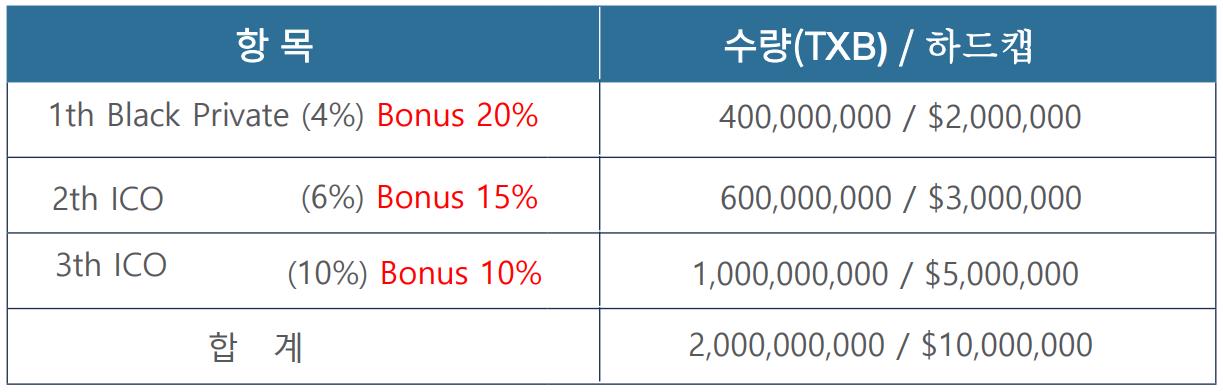 항 목 수량(TXB) / 하드캡
1th Black Private (4%) Bonus 20% 400,000,000 / $2,000,000
2th ICO (6%) Bonus 15% 600,000,000 / $3,000,000
3th ICO (10%) Bonus 10% 1,000,000,000 / $5,000,000
합 계 2,000,000,000 / $10,000,000